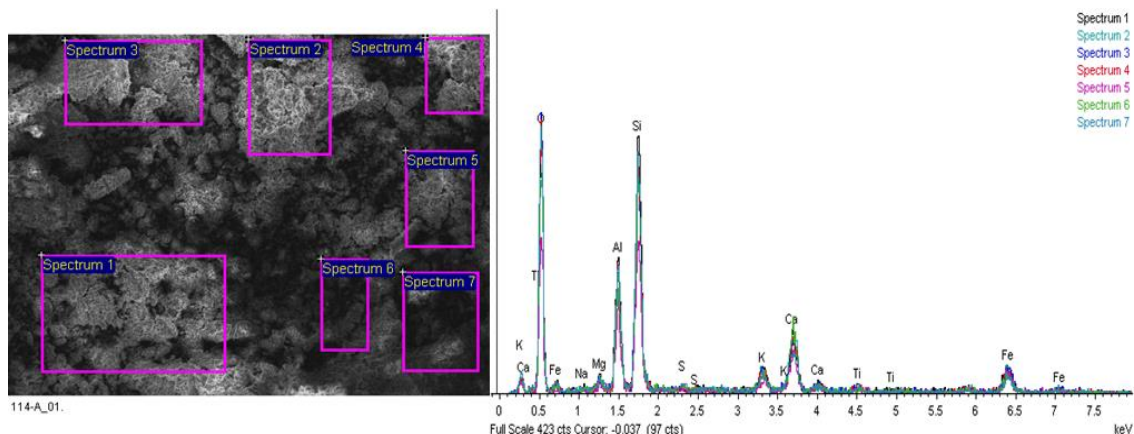 Spectrum 3
Spectrum 2
Spectrum 4
Spectrum 5
Spectrum 1
Spectrum 6
Spectrum 7
114-A_01.
Spectrum 1
Spectrum 2
Spectrum 3
Spectrum 4
Spectrum 5
Spectrum 6
Spectrum 7
O
Si
Al
T
Ca
K
Ca
Fe
Na
Mg
S
S
K
K
Ca
Ti
Ti
Fe
Fe
0 0.5 1 1.5 2 2.5 3 3.5 4 4.5 5 5.5 6 6.5 7 7.5
Full Scale 423 cts Cursor: -0.037 (97 cts) keV